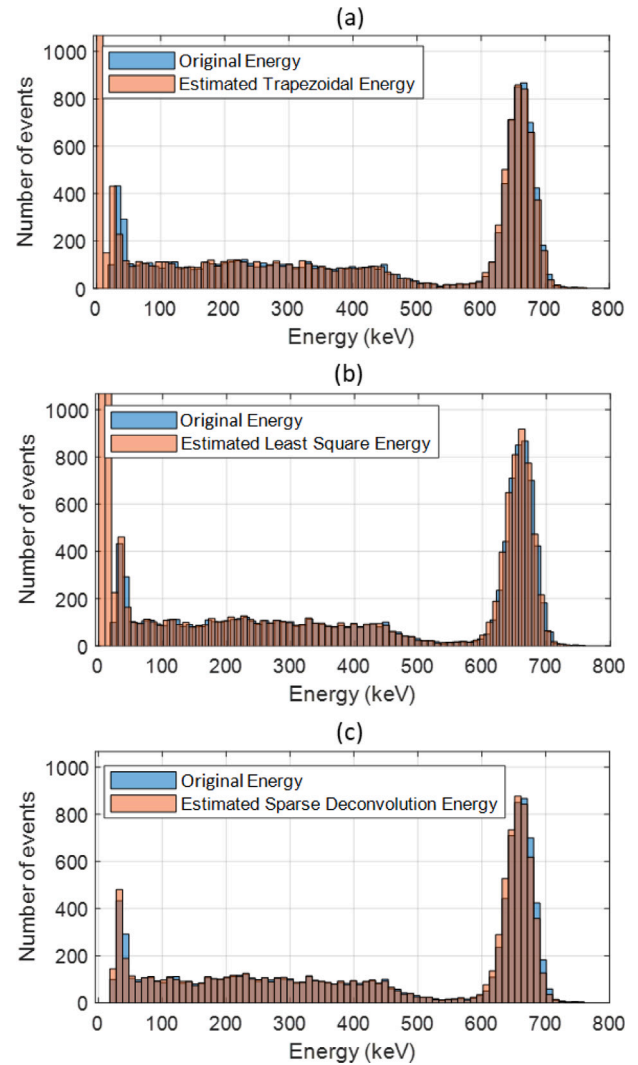 (a)
1000
800
600
400
200
0
Number of events
Original Energy
Estimated Trapezoidal Energy
0 100 200 300 400 500 600 700 800
Energy (keV)
(b)
1000
800
600
400
200
0
Number of events
Original Energy
Estimated Least Square Energy
0 100 200 300 400 500 600 700 800
Energy (keV)
(c)
1000
800
600
400
200
0
Number of events
Original Energy
Estimated Sparse Deconvolution Energy
0 100 200 300 400 500 600 700 800
Energy (keV)